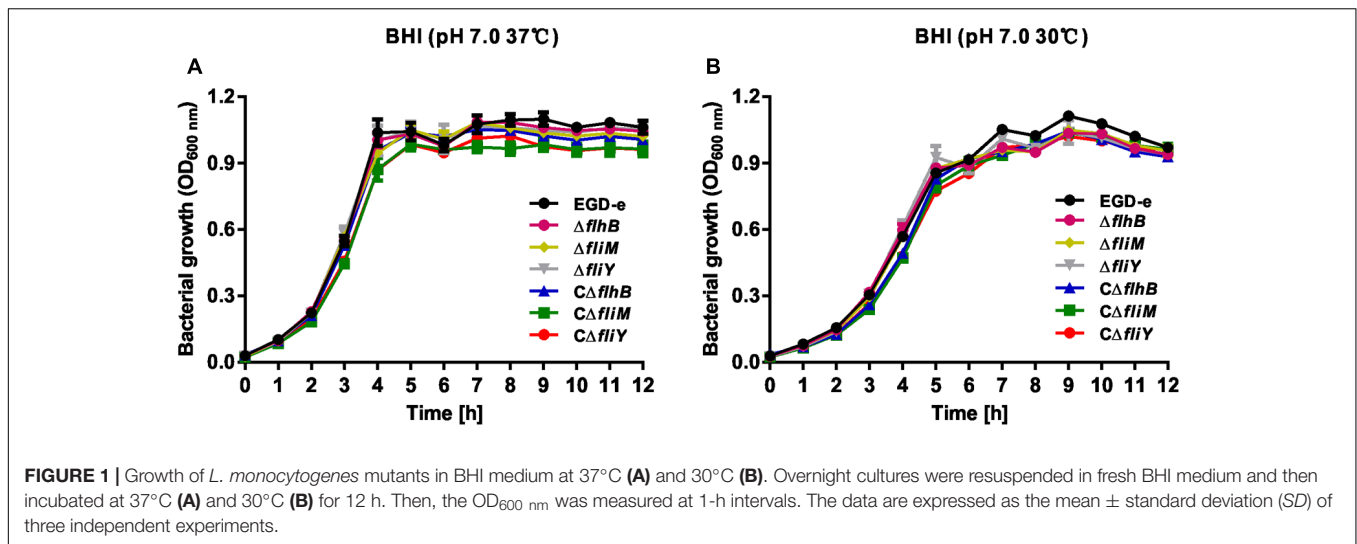 BHI (pH 7.0 37℃)
A
Bacterial growth (OD600 nm)
1.2
0.9
0.6
0.3
0.0
EGD-e
ΔflhB
ΔfliM
ΔfliY
CΔflhB
CΔfliM
CΔfliY
0 1 2 3 4 5 6 7 8 9 10 11 12
Time [h]
BHI (pH 7.0 30℃)
B
Bacterial growth (OD600 nm)
1.2
0.9
0.6
0.3
0.0
EGD-e
ΔflhB
ΔfliM
ΔfliY
CΔflhB
CΔfliM
CΔfliY
0 1 2 3 4 5 6 7 8 9 10 11 12
Time [h]
FIGURE 1 | Growth of L. monocytogenes mutants in BHI medium at 37°C (A) and 30°C (B). Overnight cultures were resuspended in fresh BHI medium and then
incubated at 37°C (A) and 30°C (B) for 12 h. Then, the OD600 nm was measured at 1-h intervals. The data are expressed as the mean ± standard deviation (SD) of
three independent experiments.